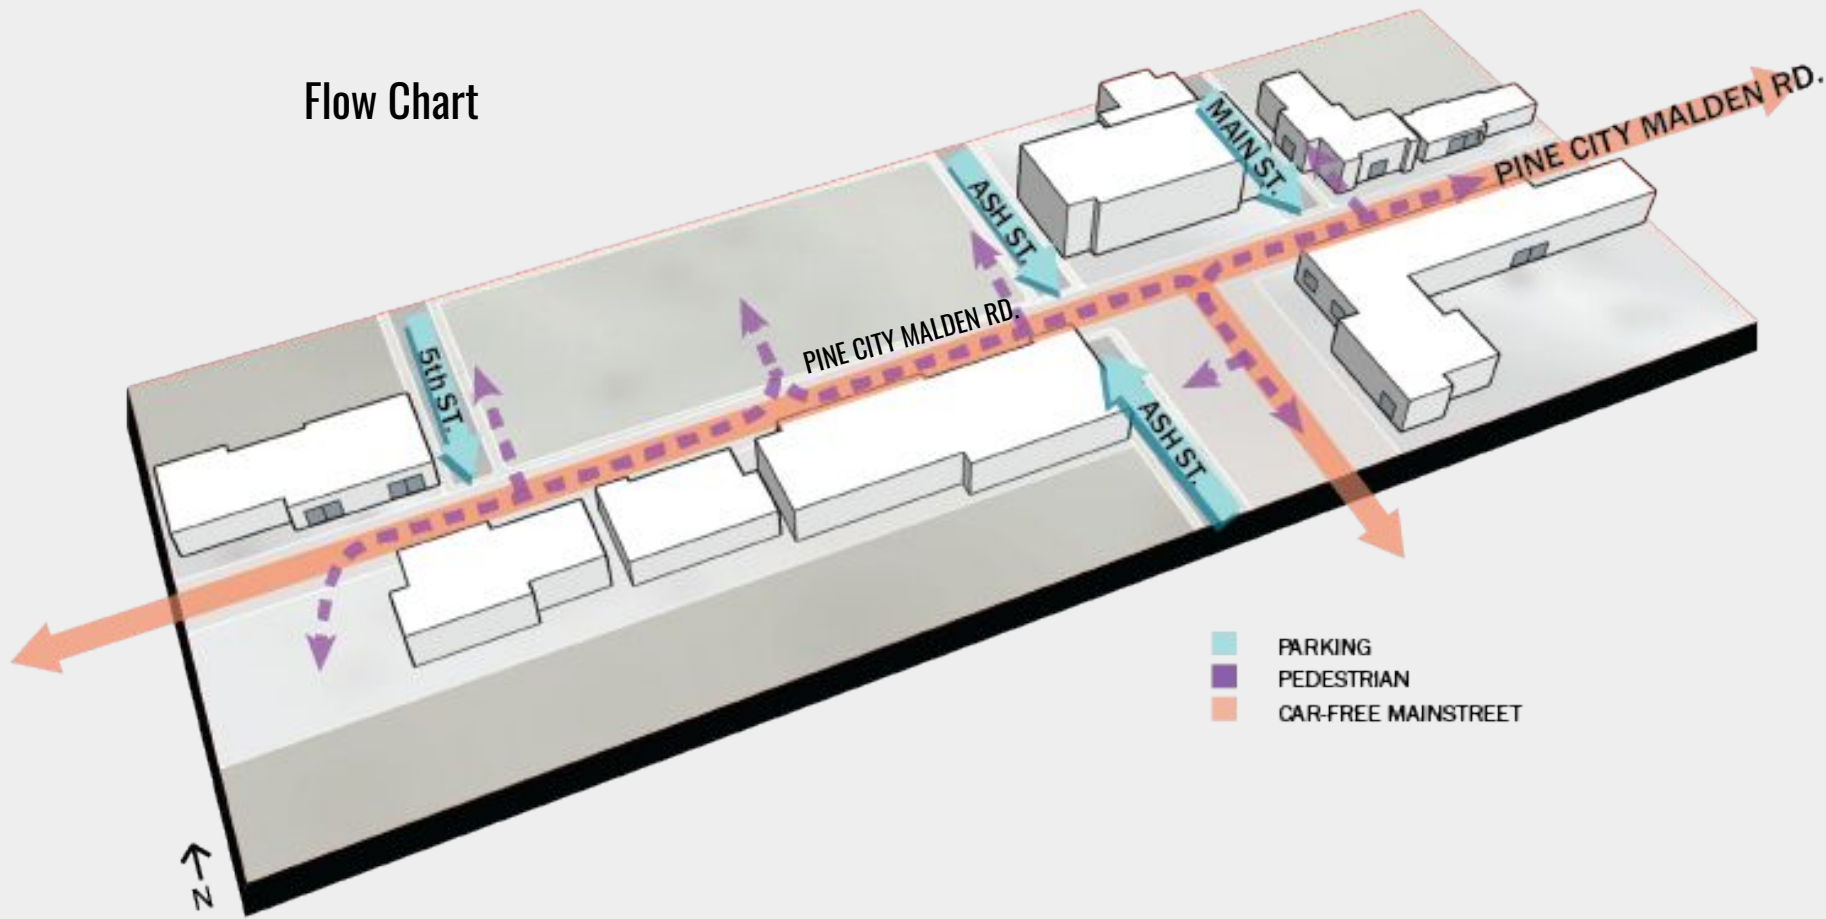 Flow Chart
PINE CITY MALDEN RD.
MAIN ST.
ASH ST.
PINE CITY MALDEN RD.
5th ST.
ASH ST.
PARKING
PEDESTRIAN
CAR-FREE MAINSTREET
N